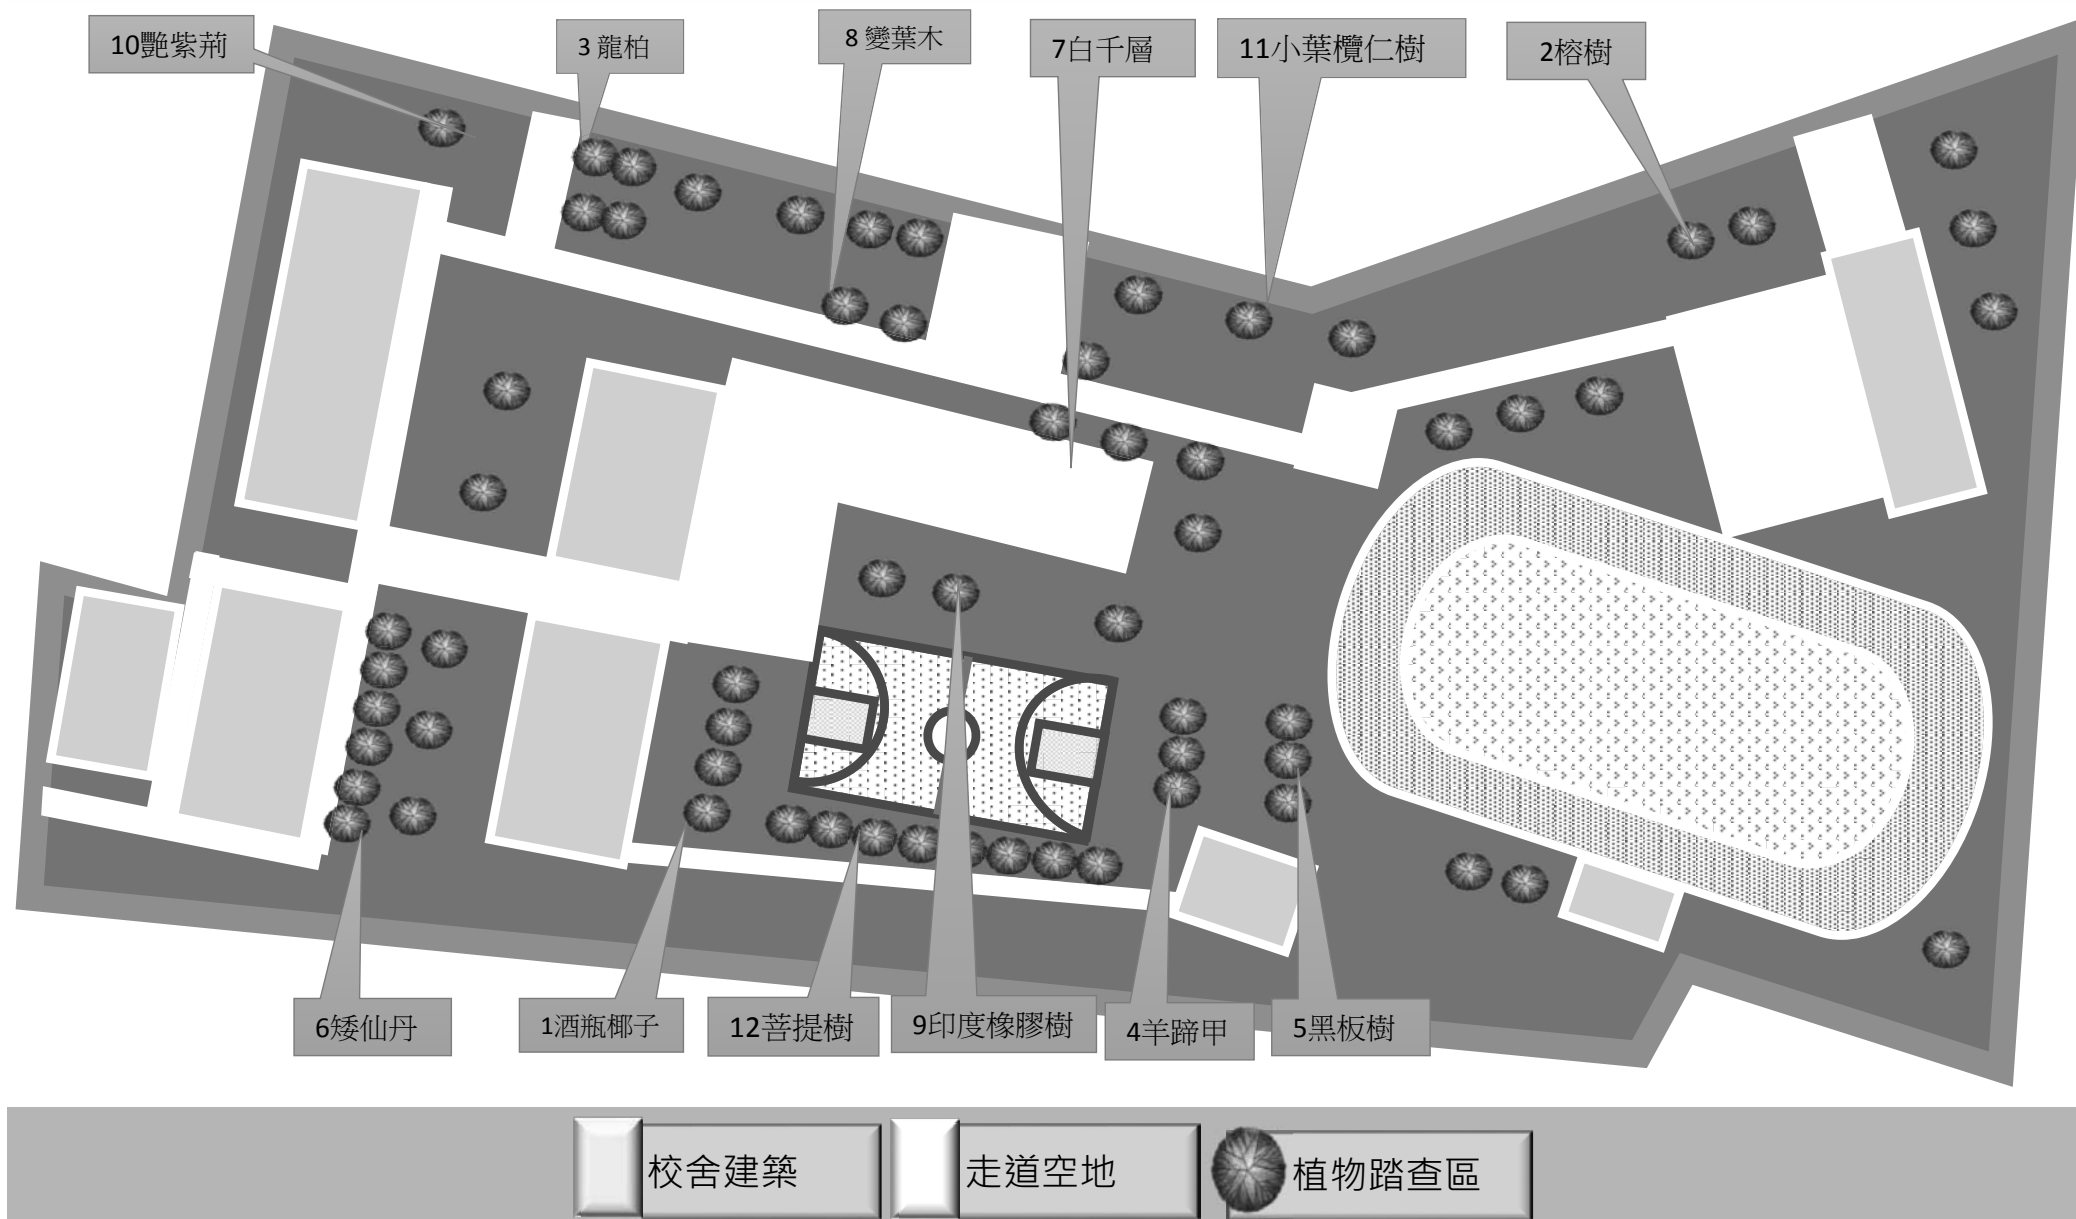 10艷紫荊
3 龍柏
8 變葉木
7白千層
11小葉欖仁樹
2榕樹
6矮仙丹
1酒瓶椰子
12菩提樹
9印度橡膠樹
4羊蹄甲
5黑板樹
校舍建築
走道空地
植物踏查區